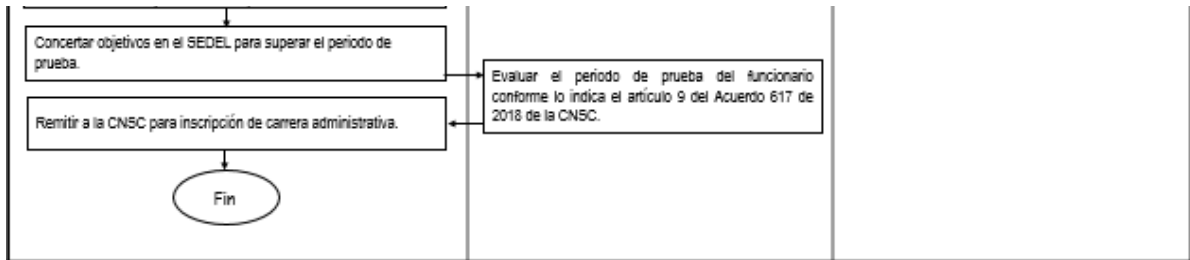 Concertar objetivos en el SEDEL para superar el periodo de
prueba.
Evaluar el periodo de prueba del funcionario
conforme lo indica el artículo 9 del Acuerdo 617 de
2018 de la CNSC.
Remitir a la CNSC para inscripción de carrera administrativa.
Fin